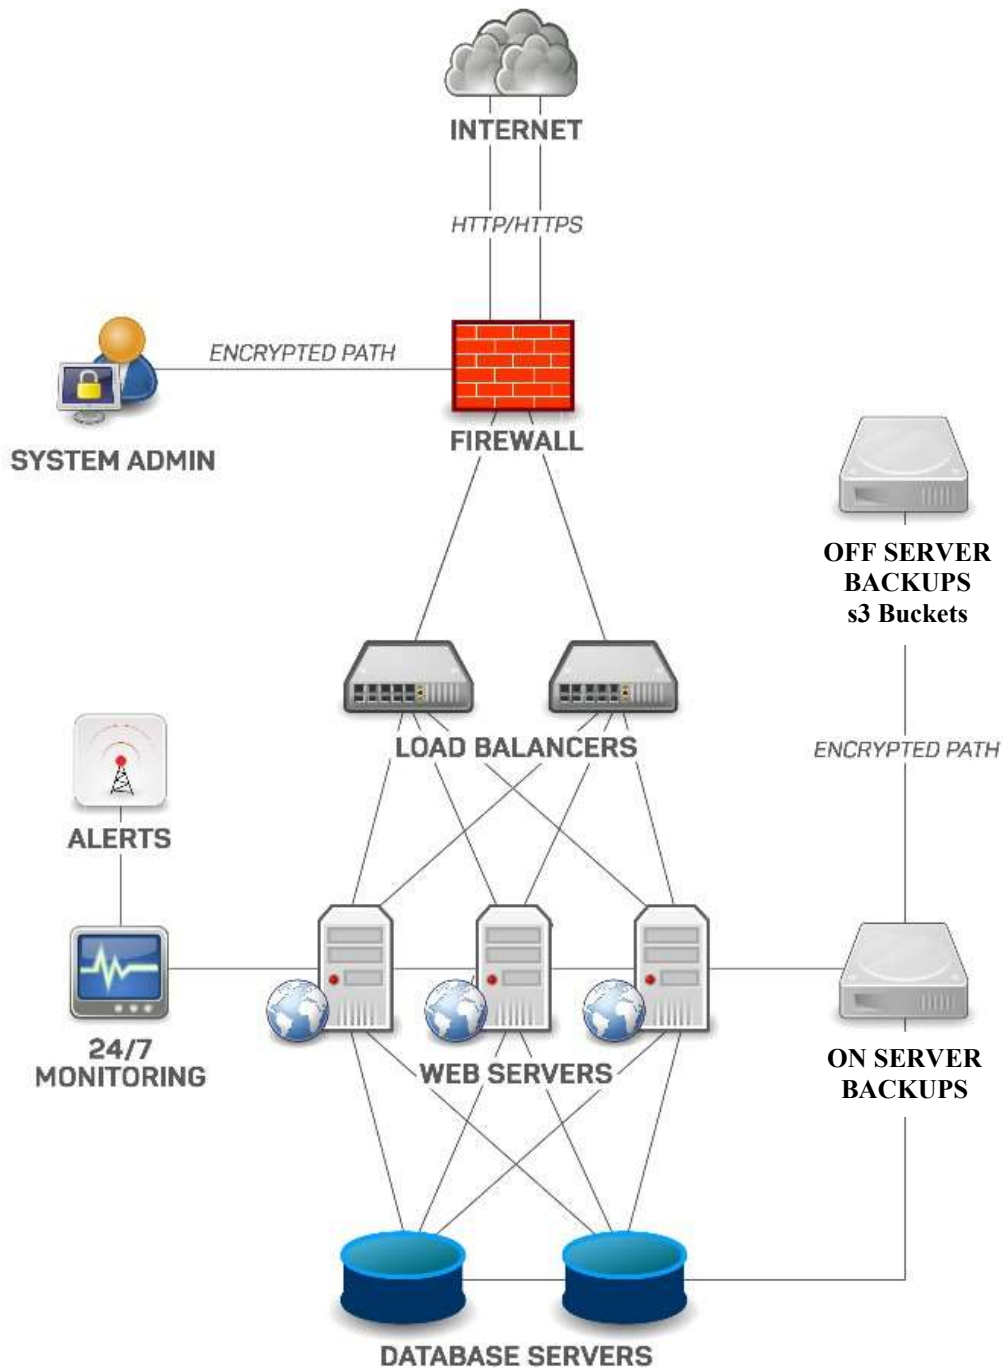 INTERNET
HTTP/HTTPS
ENCRYPTED PATH
FIREWALL
SYSTEM ADMIN
OFF SERVER
BACKUPS
s3 Buckets
LOAD BALANCERS
ENCRYPTED PATH
ALERTS
24/7
MONITORING
WEB SERVERS
ON SERVER
BACKUPS
DATABASE SERVERS